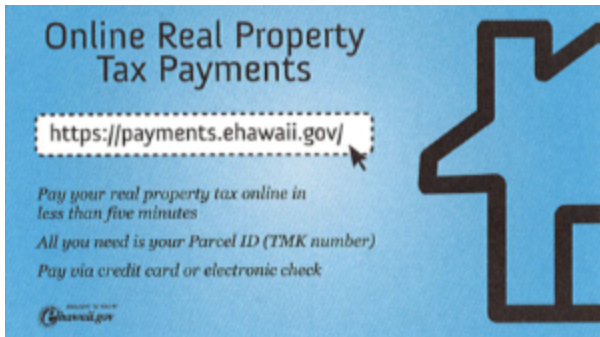 Online Real Property
Tax Payments
https://payments.ehawaii.gov/
Pay your real property tax online in
less than five minutes
All you need is your Parcel ID (TMK number)
Pay via credit card or electronic check
ehawaii.gov